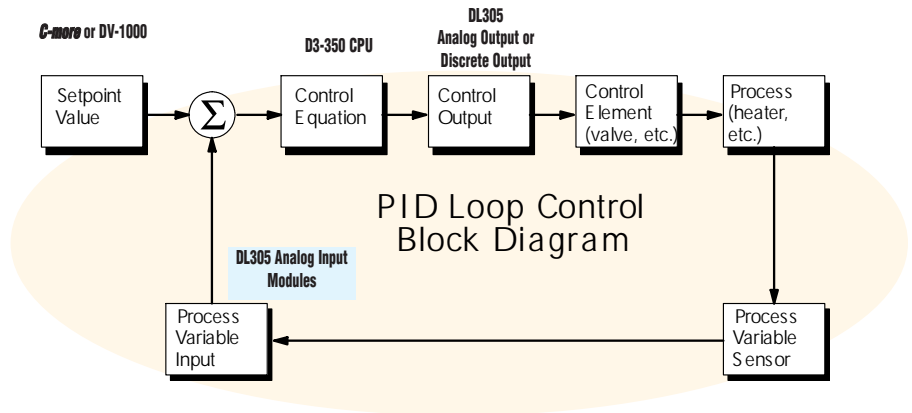 C-more or DV-1000
D3-350 CPU
DL305
Analog Output or
Discrete Output
Setpoint
Value
Σ
Control
Equation
Control
Output
Control
Element
(valve, etc.)
Process
(heater,
etc.)
PID Loop Control
Block Diagram
DL305 Analog Input
Modules
Process
Variable
Input
Process
Variable
Sensor